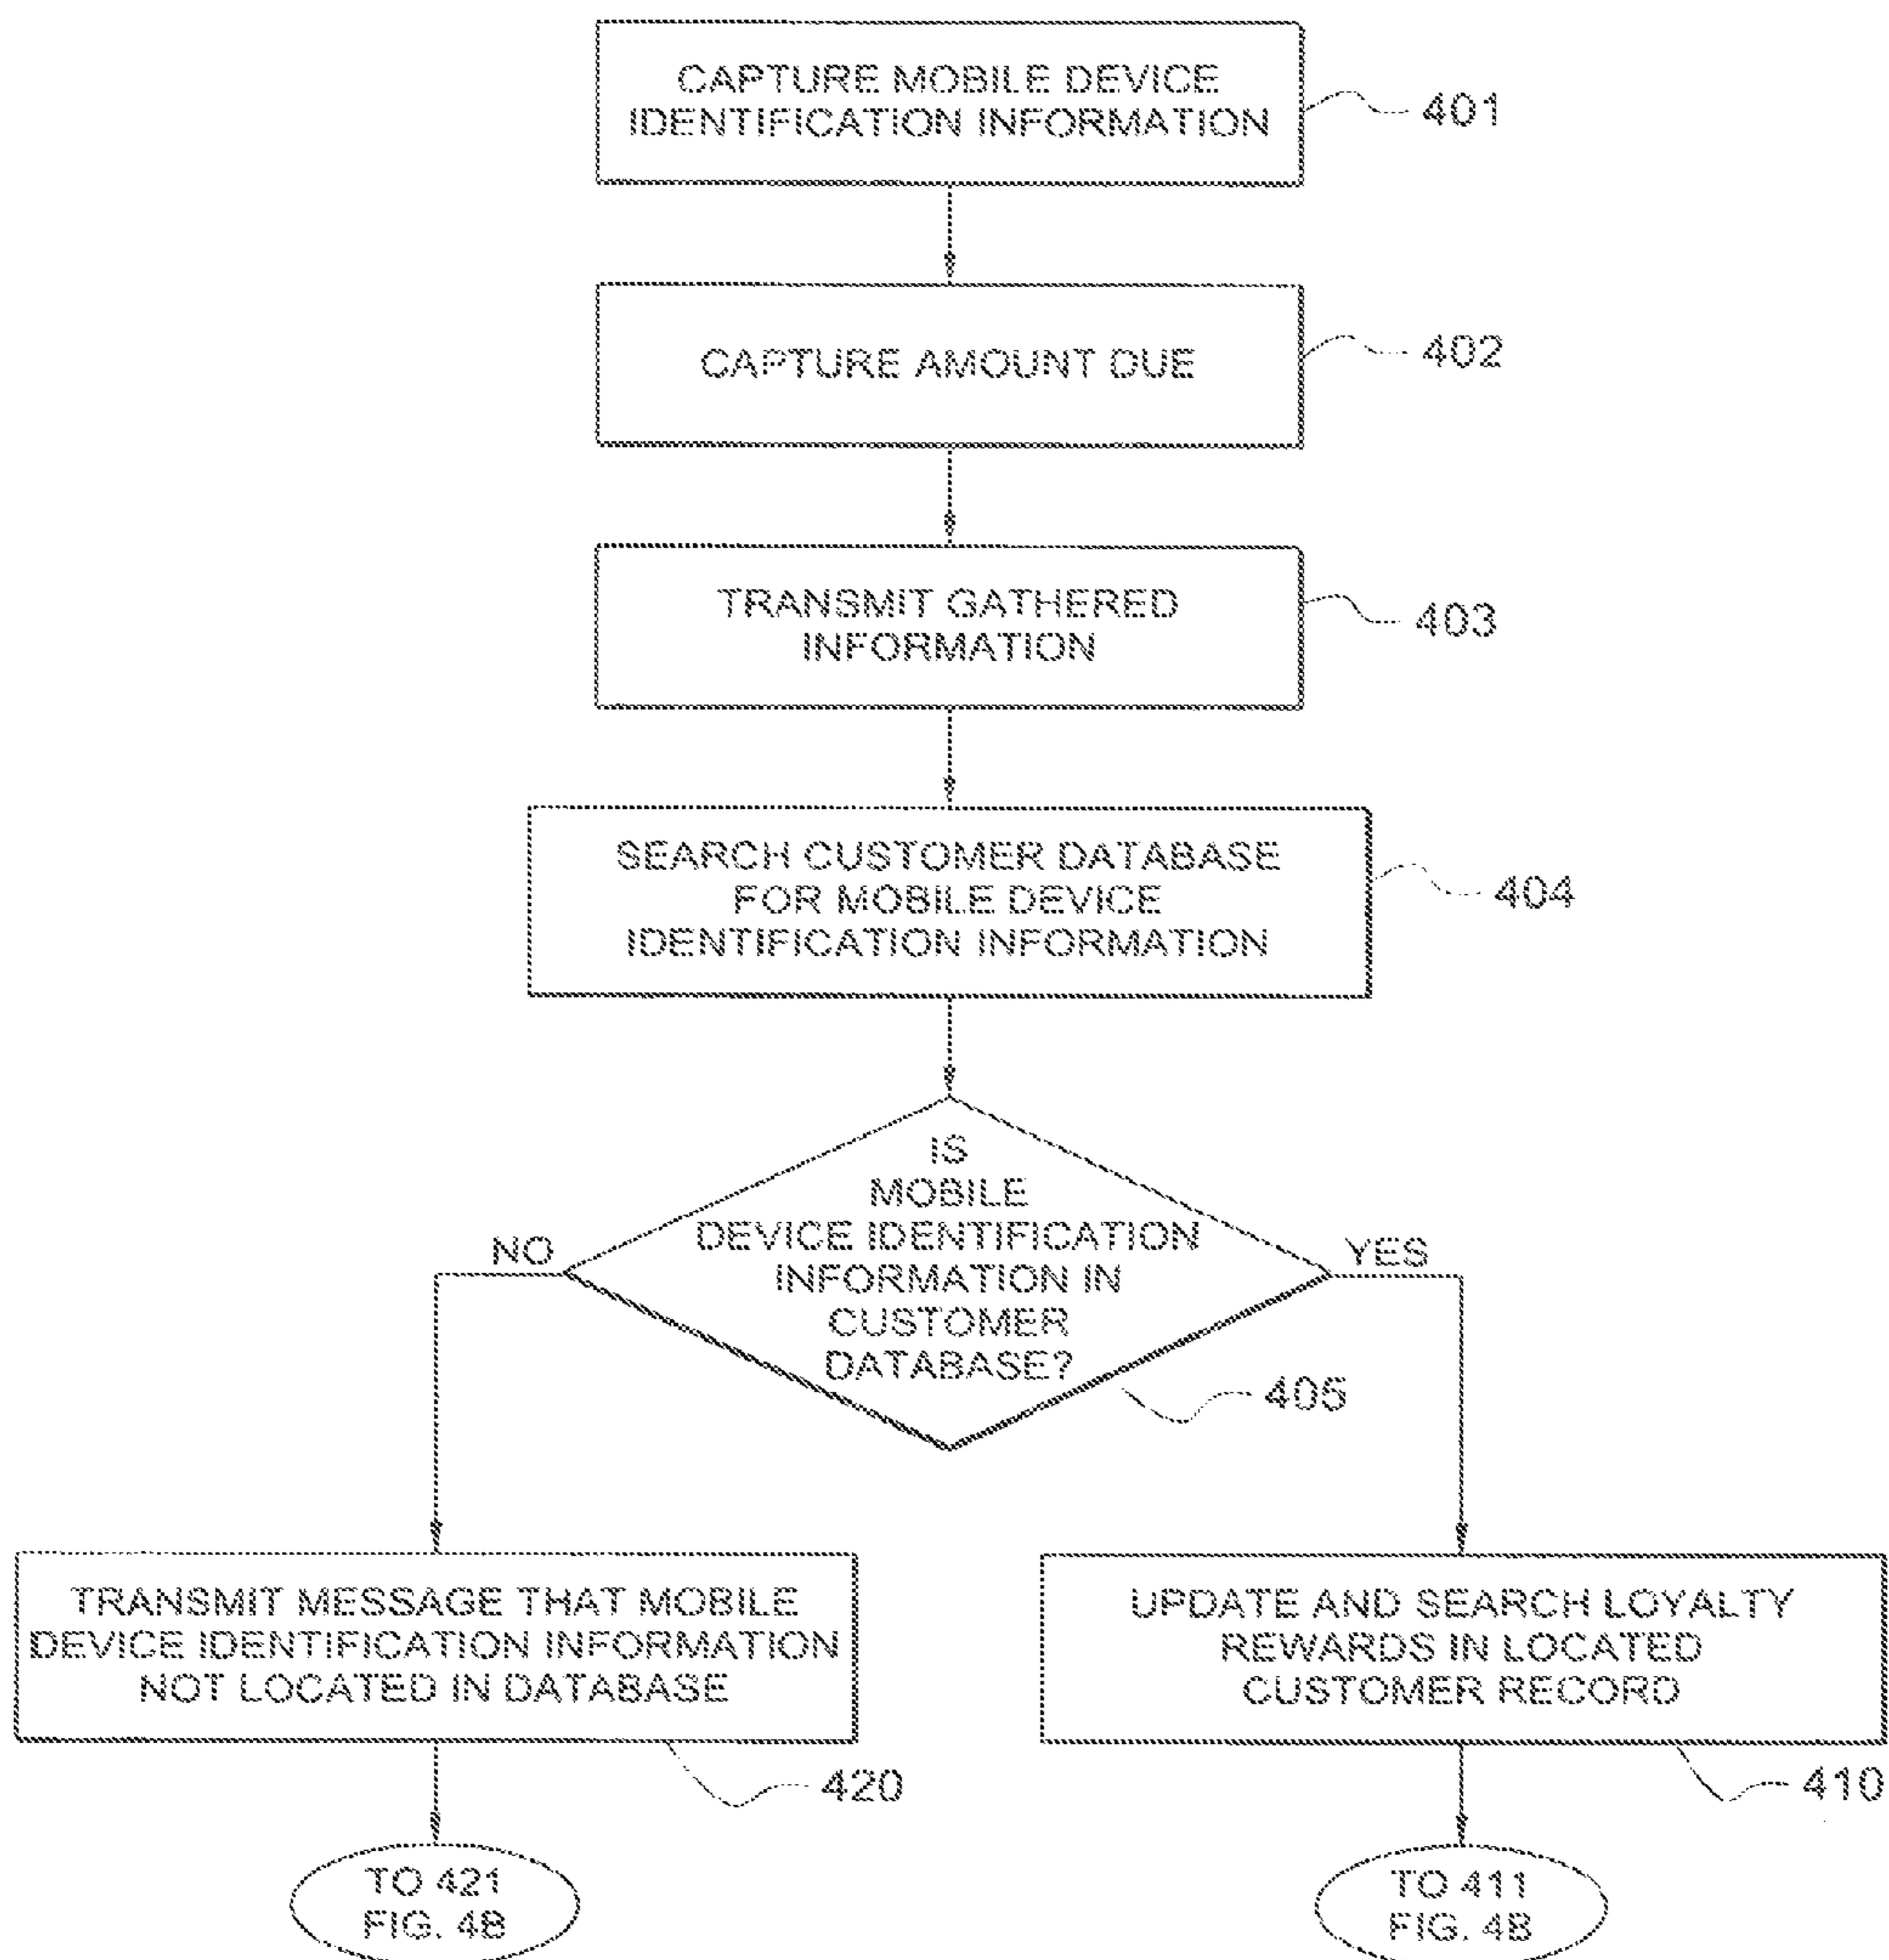 CAPTURE MOBILE DEVICE
IDENTIFICATION INFORMATION
401
CAPTURE AMOUNT DUE
402
TRANSMIT GATHERED
INFORMATION
403
SEARCH CUSTOMER DATABASE
FOR MOBILE DEVICE
IDENTIFICATION INFORMATION
404
IS
MOBILE
DEVICE IDENTIFICATION
INFORMATION IN
CUSTOMER
DATABASE?
405
NO
YES
TRANSMIT MESSAGE THAT MOBILE
DEVICE IDENTIFICATION INFORMATION
NOT LOCATED IN DATABASE
420
UPDATE AND SEARCH LOYALTY
REWARDS IN LOCATED
CUSTOMER RECORD
410
TO 421
FIG. 4B
TO 411
FIG. 4B